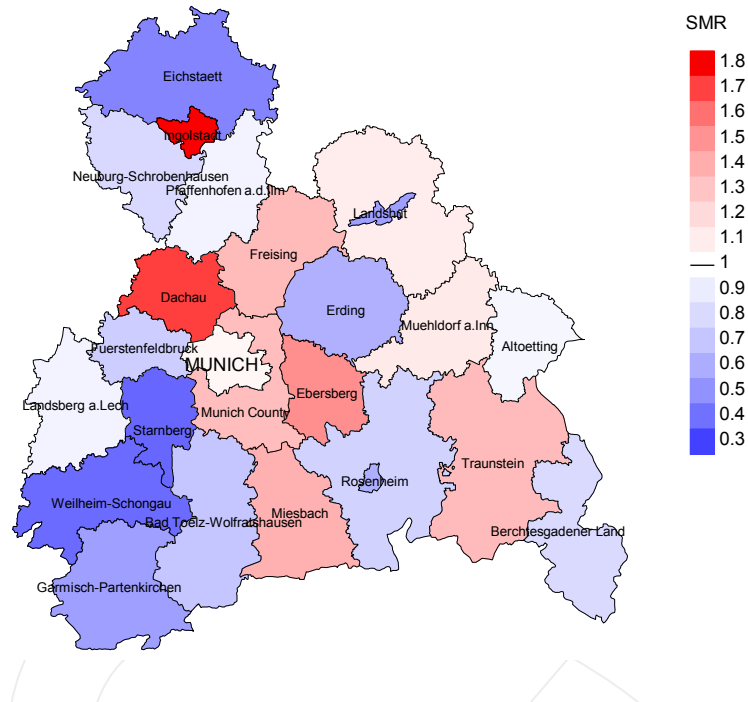 SMR
1.8
1.7
1.6
1.5
1.4
1.3
1.2
1.1
1
0.9
0.8
0.7
0.6
0.5
0.4
0.3
Eichstaett
Ingolstadt
Neuburg-Schrobenhausen
Pfaffenhofen a.d.Ilm
Landshut
Freising
Dachau
Erding
Muehldorf a.Inn
Altoetting
Fuerstenfeldbruck
MUNICH
Ebersberg
Landsberg a.Lech
Munich County
Starnberg
Traunstein
Rosenheim
Weilheim-Schongau
Miesbach
Bad Toelz-Wolfratshausen
Berchtesgadener Land
Garmisch-Partenkirchen